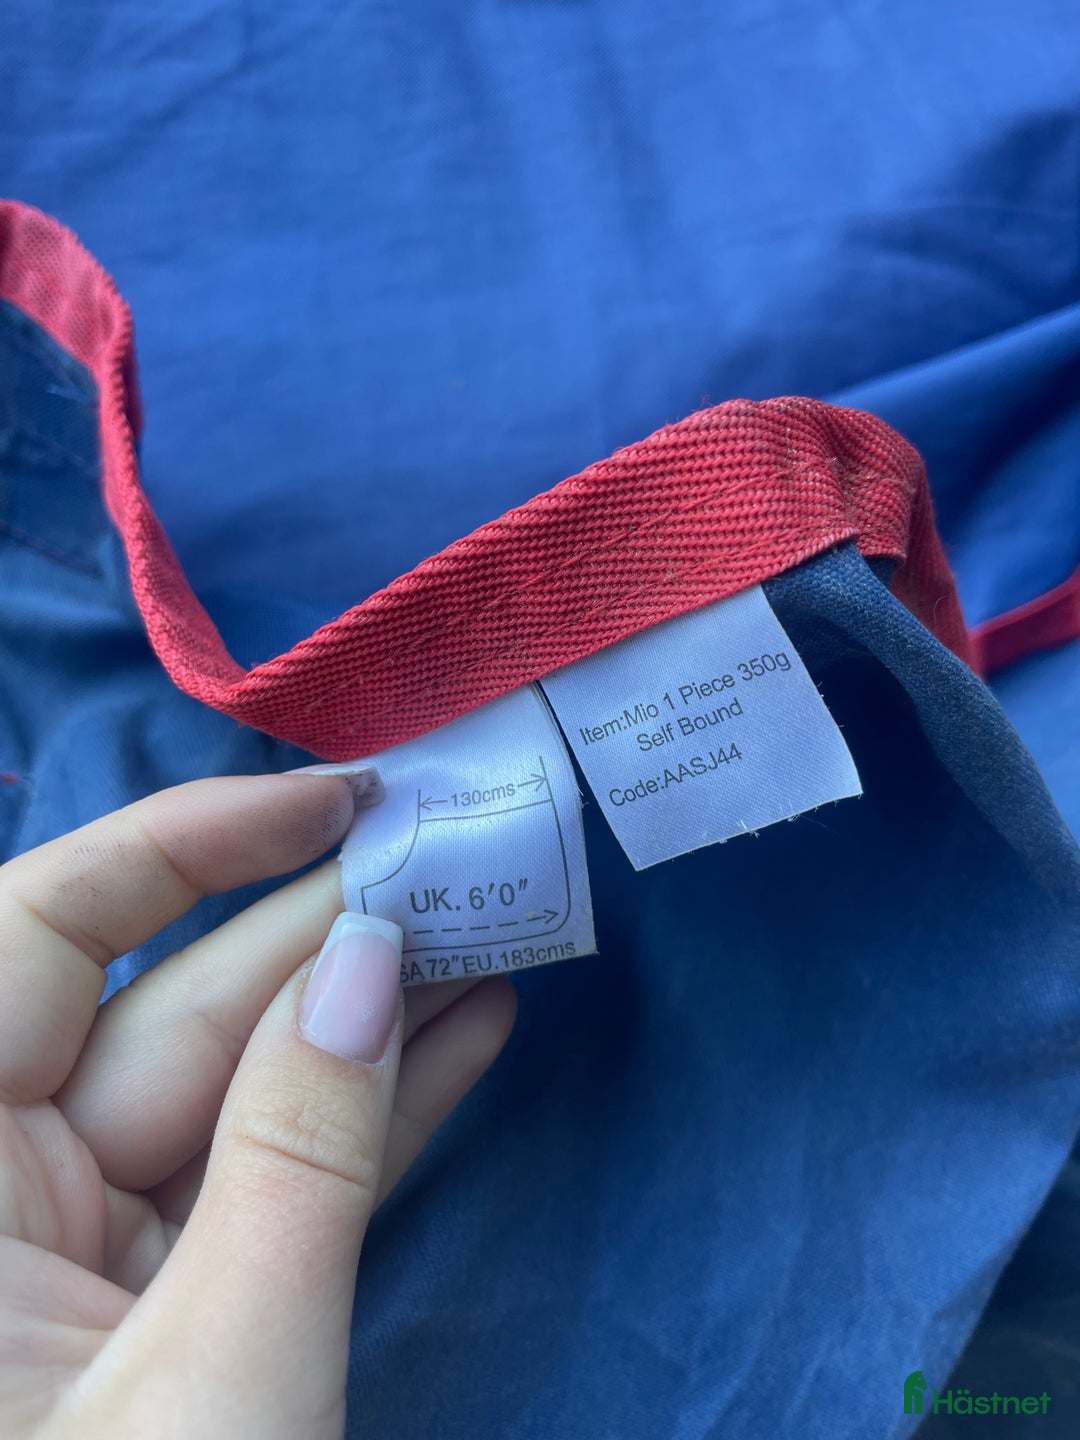 130cms
UK. 6'0"
SA 72" EU.183cms
Item:Mio 1 Piece 350g
Self Bound
Code:AASJ44
Hästnet